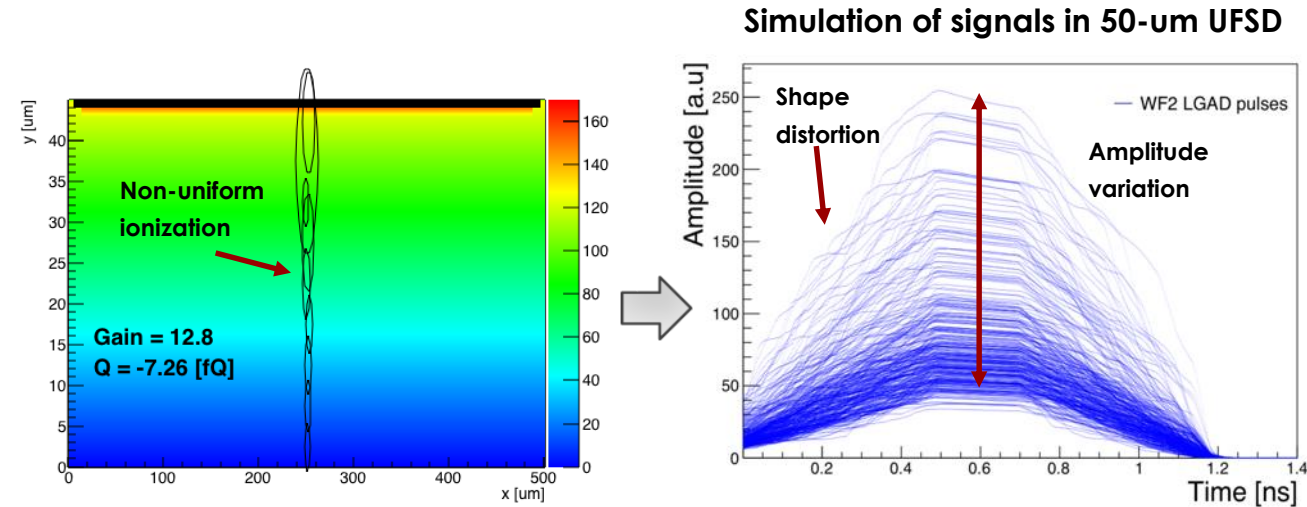 Simulation of signals in 50-um UFSD
y [um]
40
35
30
25
20
15
10
5
0
0
100
200
300
400
500
x [um]
Non-uniform
ionization
Gain = 12.8
Q = -7.26 [fQ]
160
140
120
100
80
60
40
20
0
Amplitude [a.u]
250
200
150
100
50
0
0.2
0.4
0.6
0.8
1
1.2
1.4
Time [ns]
Shape
distortion
WF2 LGAD pulses
Amplitude
variation